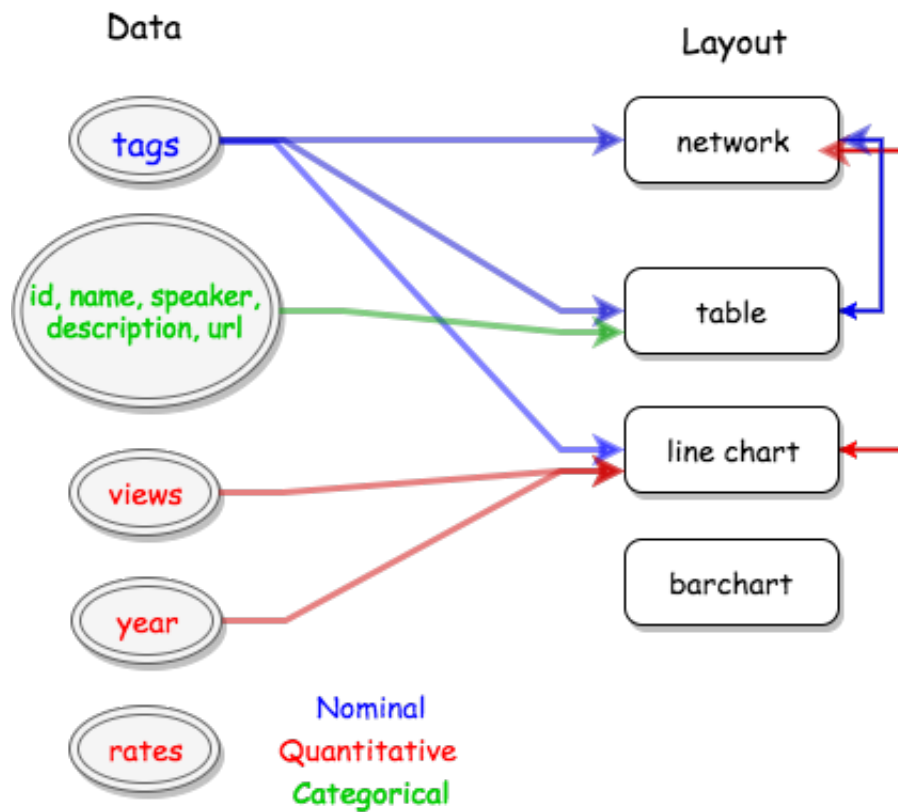 Data
Layout
tags
network
id, name, speaker,
description, url
table
views
line chart
year
barchart
rates
Nominal
Quantitative
Categorical